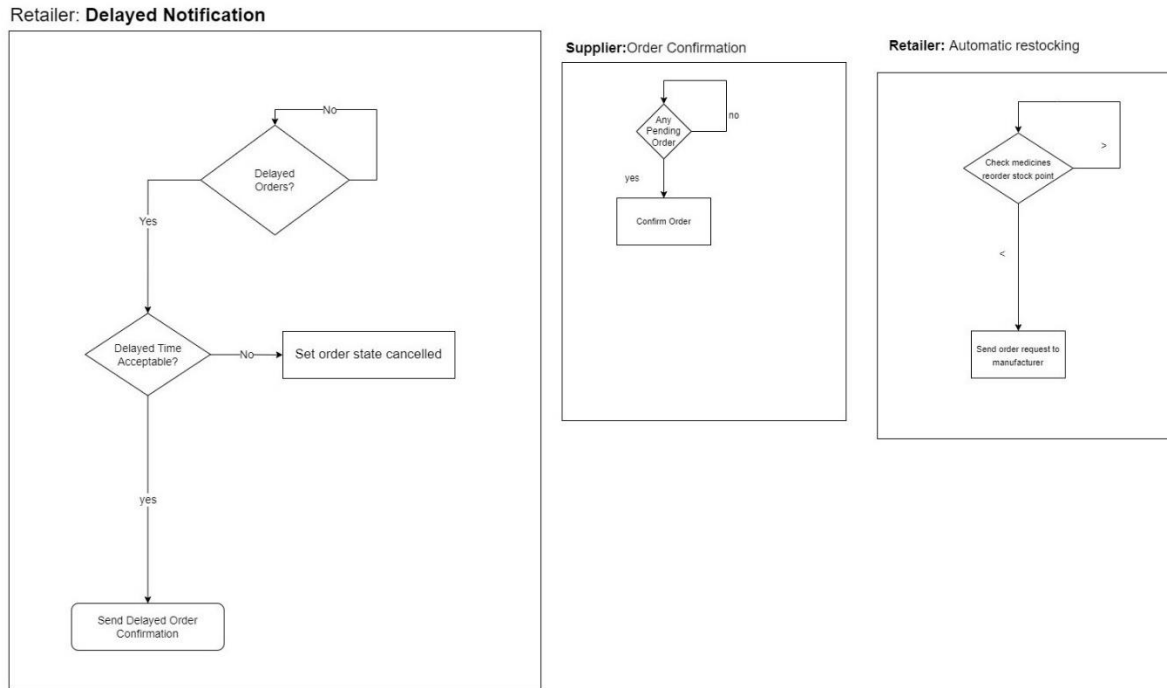 Retailer: Delayed Notification
No
Delayed
Orders?
Yes
Delayed Time
Acceptable?
No
Set order state cancelled
yes
Send Delayed Order
Confirmation
Supplier:Order Confirmation
Any
Pending
Order
no
yes
Confirm Order
Retailer: Automatic restocking
>
Check medicines
reorder stock point
<
Send order request to
manufacturer